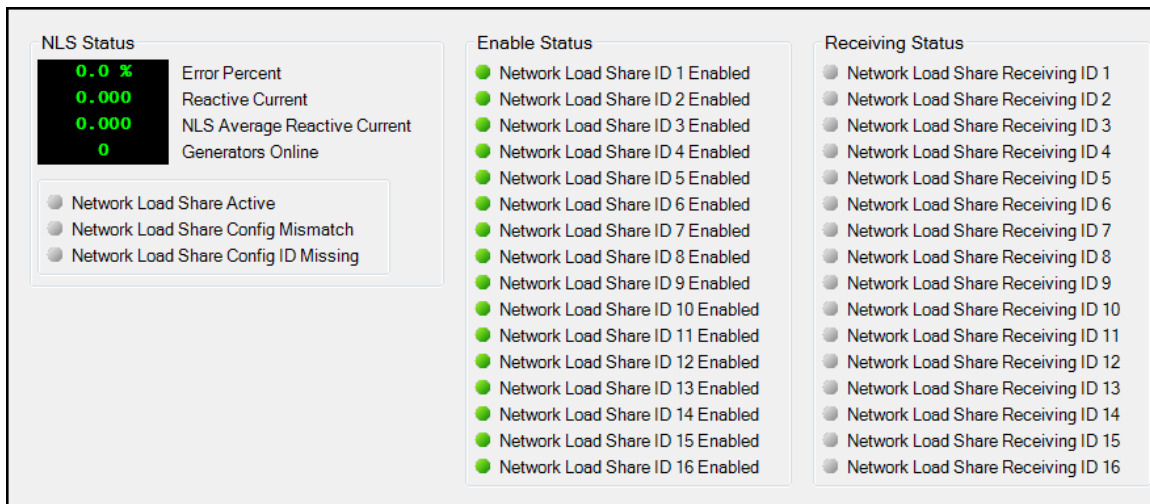 NLS Status
0.0 % Error Percent
0.000 Reactive Current
0.000 NLS Average Reactive Current
0 Generators Online
Network Load Share Active
Network Load Share Config Mismatch
Network Load Share Config ID Missing
Enable Status
Network Load Share ID 1 Enabled
Network Load Share ID 2 Enabled
Network Load Share ID 3 Enabled
Network Load Share ID 4 Enabled
Network Load Share ID 5 Enabled
Network Load Share ID 6 Enabled
Network Load Share ID 7 Enabled
Network Load Share ID 8 Enabled
Network Load Share ID 9 Enabled
Network Load Share ID 10 Enabled
Network Load Share ID 11 Enabled
Network Load Share ID 12 Enabled
Network Load Share ID 13 Enabled
Network Load Share ID 14 Enabled
Network Load Share ID 15 Enabled
Network Load Share ID 16 Enabled
Receiving Status
Network Load Share Receiving ID 1
Network Load Share Receiving ID 2
Network Load Share Receiving ID 3
Network Load Share Receiving ID 4
Network Load Share Receiving ID 5
Network Load Share Receiving ID 6
Network Load Share Receiving ID 7
Network Load Share Receiving ID 8
Network Load Share Receiving ID 9
Network Load Share Receiving ID 10
Network Load Share Receiving ID 11
Network Load Share Receiving ID 12
Network Load Share Receiving ID 13
Network Load Share Receiving ID 14
Network Load Share Receiving ID 15
Network Load Share Receiving ID 16